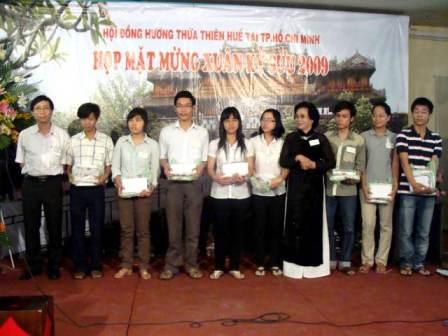 HỘI ĐỒNG HƯƠNG THỪA THIÊN HUẾ TẠI TP.HỒ CHÍ MINH
HỌP MẶT MỪNG XUÂN KỶ SỬU 2009